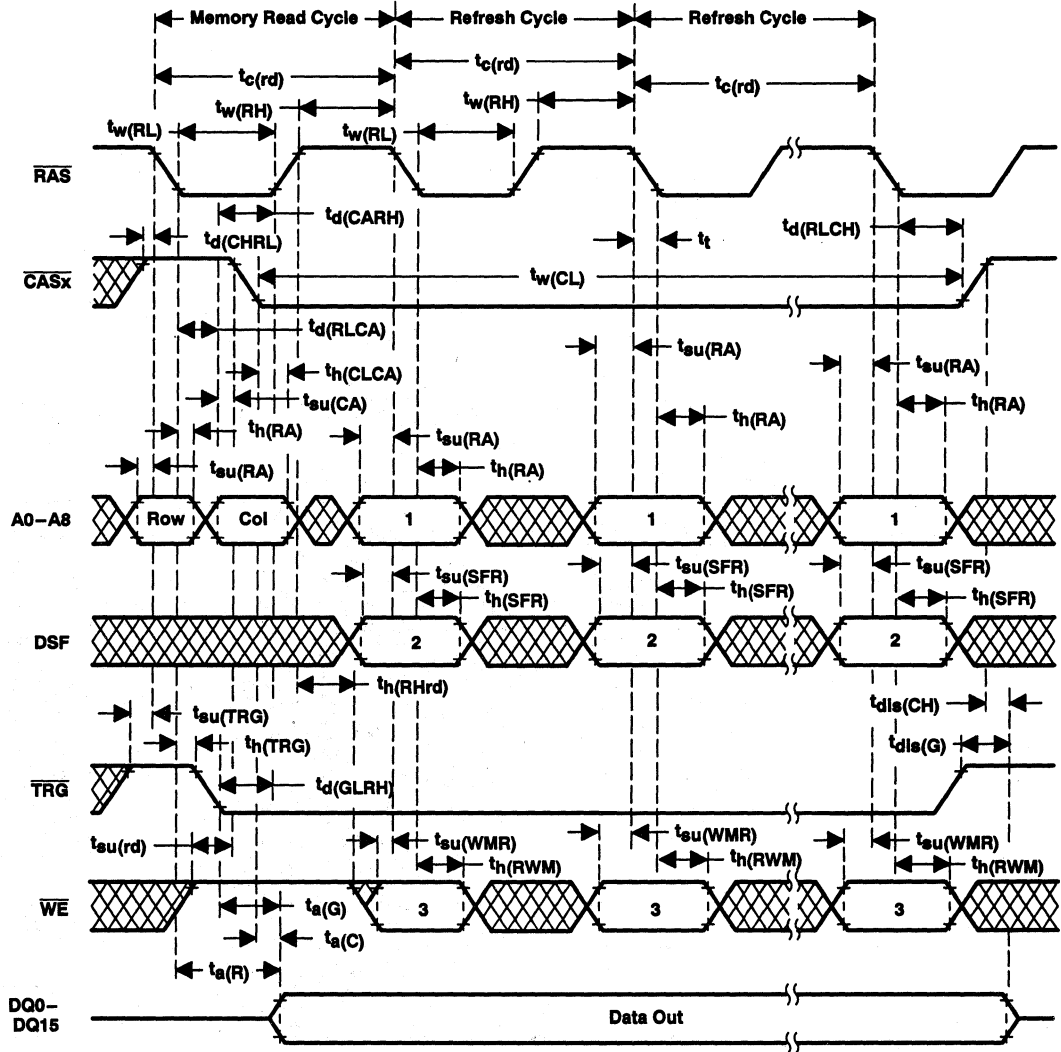 Memory Read Cycle Refresh Cycle Refresh Cycle
tc(rd) tc(rd) tc(rd)
tw(RH) tw(RH)
tw(RL) tw(RL)
RAS
td(CARH)
td(CHRL) tt td(RLCH)
CASx tw(CL)
td(RLCA)
tsu(RA) tsu(RA)
th(CLCA)
tsu(CA)
th(RA) th(RA) th(RA)
tsu(RA) tsu(RA)
th(RA)
A0–A8 Row Col 1 1 1
tsu(SFR) tsu(SFR) tsu(SFR)
th(SFR) th(SFR) th(SFR)
DSF 2 2 2
th(RHrd)
tdis(CH)
tsu(TRG)
th(TRG) tdis(G)
TRG td(GLRH)
tsu(rd) tsu(WMR) tsu(WMR) tsu(WMR)
th(RWM) th(RWM) th(RWM)
WE ta(G) 3 3 3
ta(C)
ta(R)
DQ0–
DQ15 Data Out